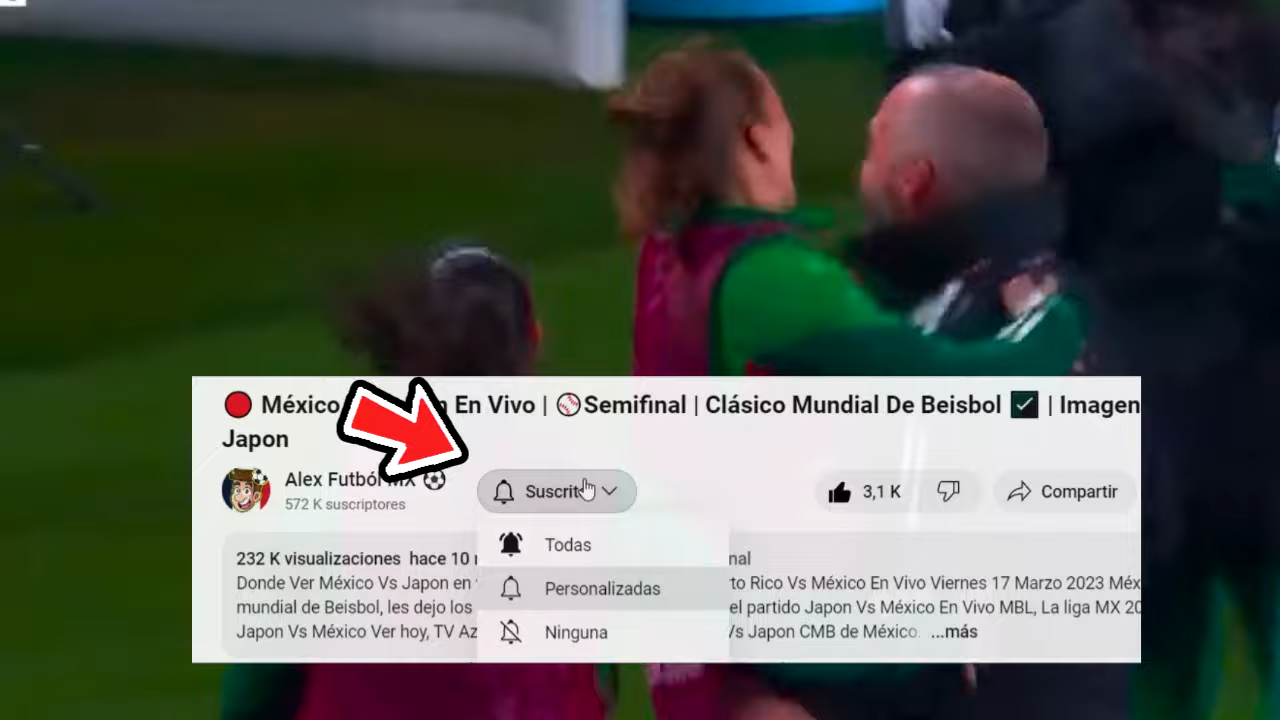 México n En Vivo | Semifinal | Clásico Mundial De Beisbol | Imagen
Japon
Alex Futból MX
572 K suscriptores
Suscrit
3,1 K
Compartir
Todas
Personalizadas
Ninguna
232 K visualizaciones hace 10 nal
Donde Ver México Vs Japon en to Rico Vs México En Vivo Viernes 17 Marzo 2023 Méx
mundial de Beisbol, les dejo los el partido Japon Vs México En Vivo MBL, La liga MX 20
Japon Vs México Ver hoy, TV Az Vs Japon CMB de México. ...más